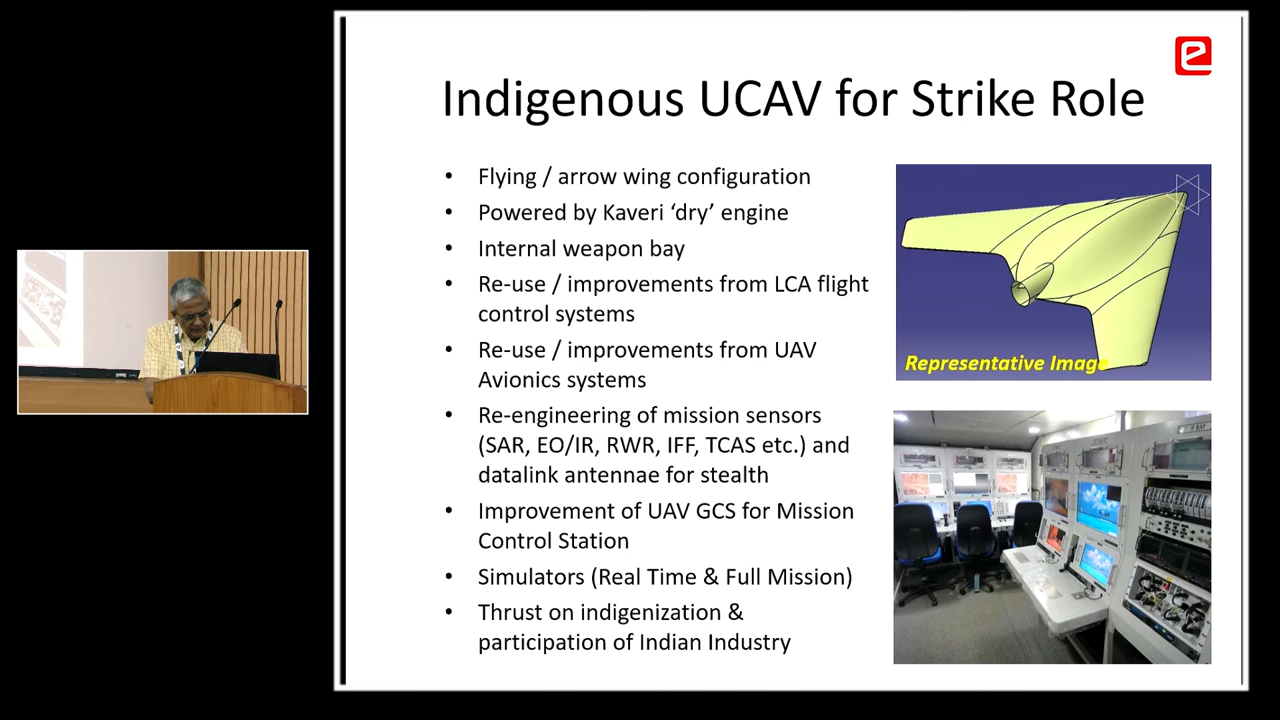 e
Indigenous UCAV for Strike Role
• Flying / arrow wing configuration
• Powered by Kaveri ‘dry’ engine
• Internal weapon bay
• Re-use / improvements from LCA flight
control systems
• Re-use / improvements from UAV
Avionics systems
• Re-engineering of mission sensors
(SAR, EO/IR, RWR, IFF, TCAS etc.) and
datalink antennae for stealth
• Improvement of UAV GCS for Mission
Control Station
• Simulators (Real Time & Full Mission)
• Thrust on indigenization &
participation of Indian Industry
Representative Image